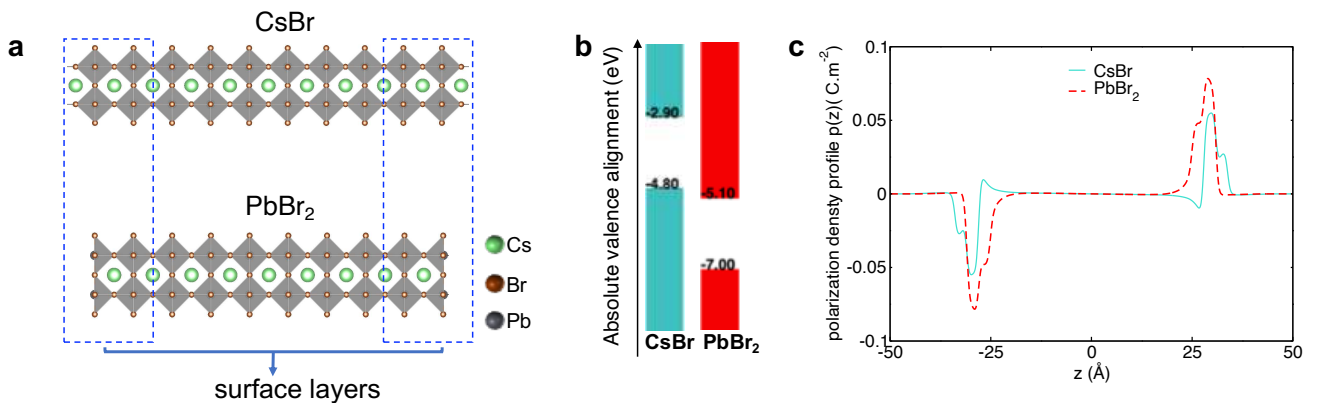 a
CsBr
PbBr2
Cs
Br
Pb
surface layers
b
Absolute valence alignment (eV)
-2.90
-4.80
-5.10
-7.00
CsBr PbBr2
c
polarization density profile p(z)( C.m-2)
0.1
0.05
0
-0.05
-0.1
CsBr
PbBr2
-50 -25 0 25 50
z (Å)